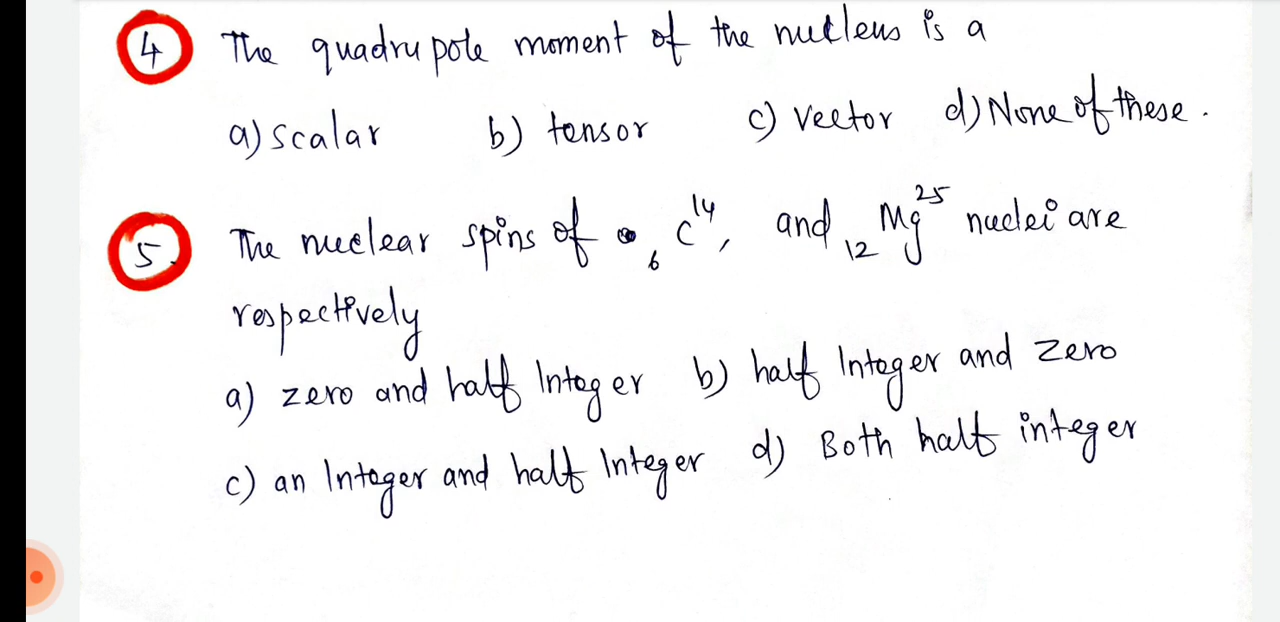 4 The quadrupole moment of the nucleus is a
a) scalar b) tensor c) vector d) None of these.
5. The nuclear spins of ₆C¹⁴, and ₁₂Mg²⁵ nuclei are
respectively
a) zero and half Integer b) half Integer and zero
c) an Integer and half Integer d) Both half integer